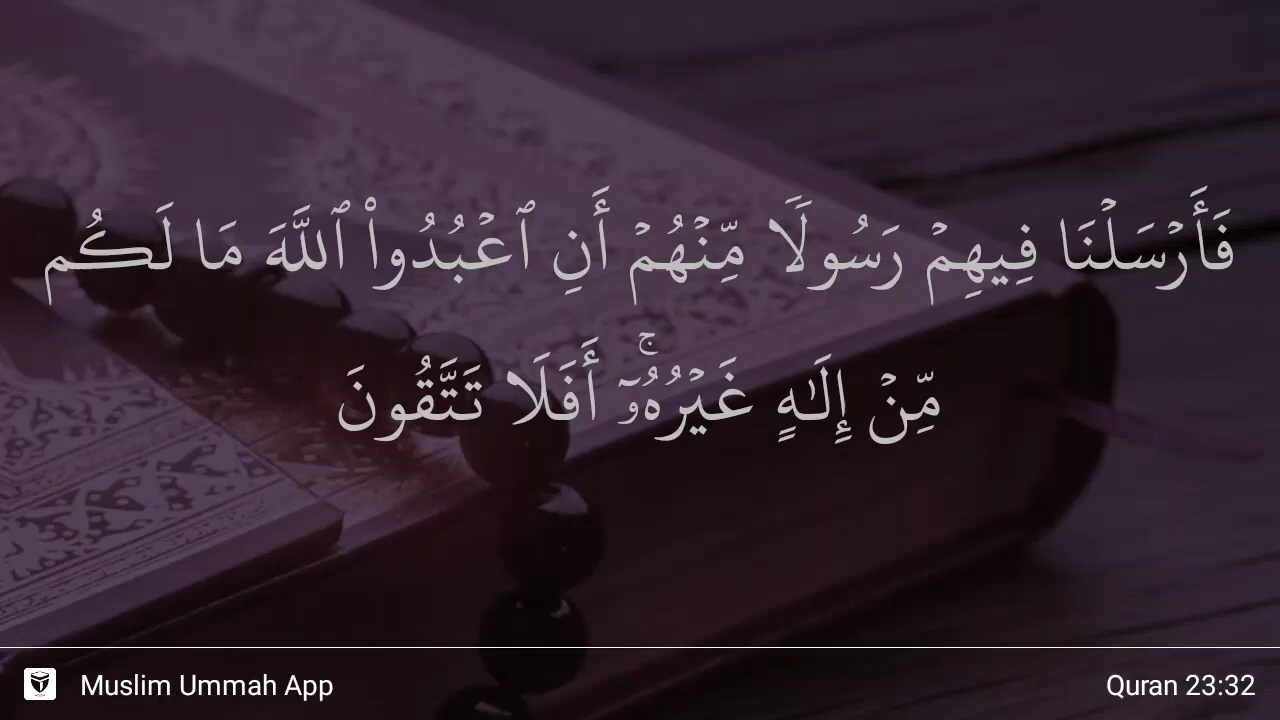 فَأَرۡسَلۡنَا فِيهِمۡ رَسُولٗا مِّنۡهُمۡ أَنِ ٱعۡبُدُواْ ٱللَّهَ مَا لَكُم
مِّنۡ إِلَٰهٍ غَيۡرُهُۥٓۚ أَفَلَا تَتَّقُونَ
Muslim Ummah App
Quran 23:32